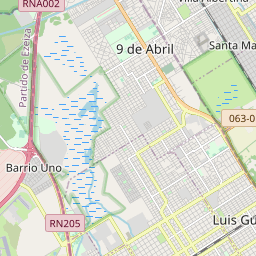 RNA002
Villa Albertina
9 de Abril
Santa Ma
Partido de Ezeiza
063-0
Barrio Uno
RN205
Luis Gu